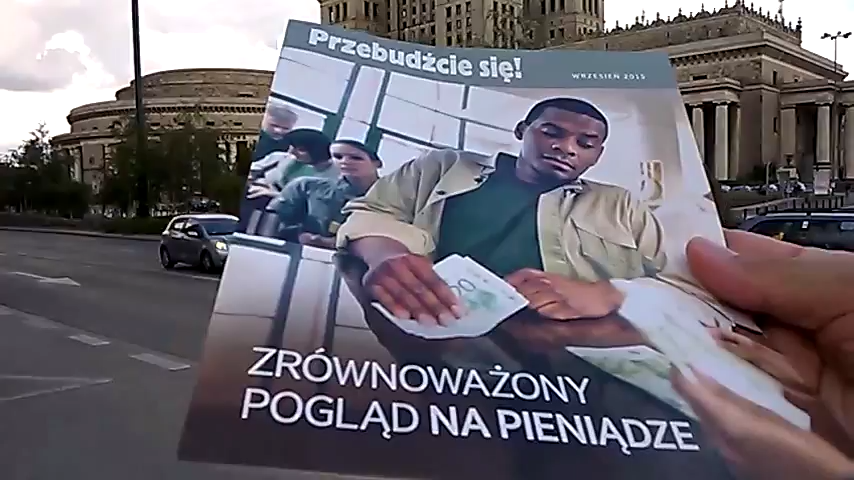 Przebudźcie się!
WRZESIEŃ 2015
ZRÓWNOWAŻONY
POGLĄD NA PIENIĄDZE